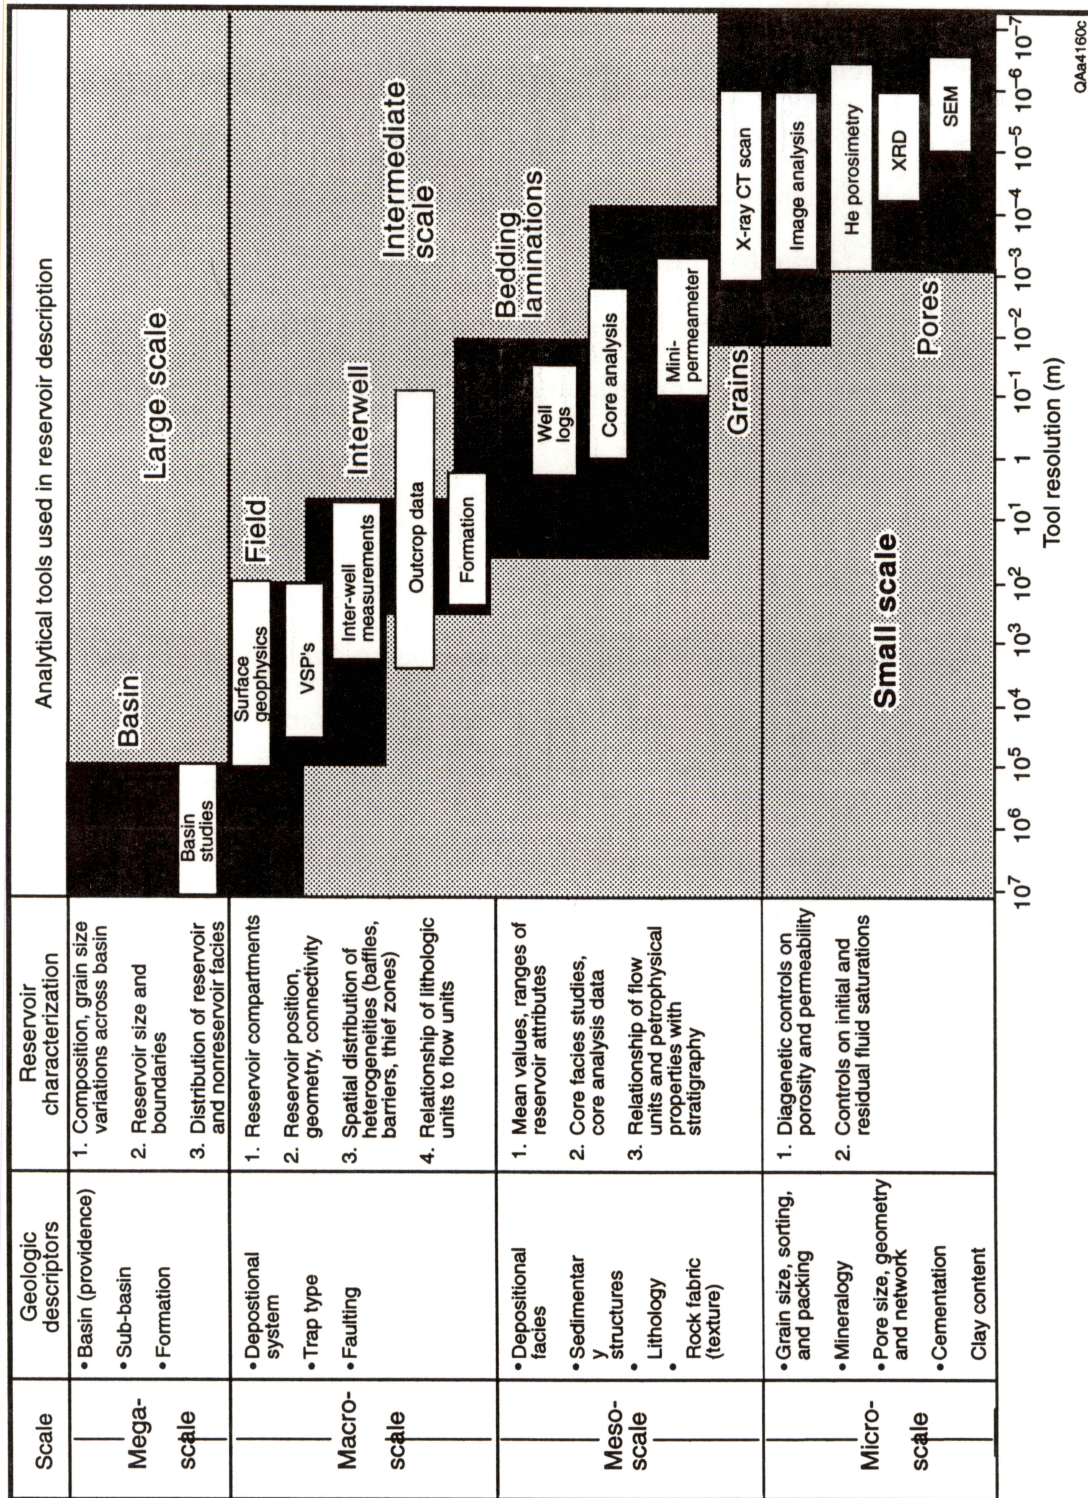 Scale
Geologic
descriptors
Reservoir
characterization
Analytical tools used in reservoir description
Mega-
scale
• Basin (providence)
• Sub-basin
• Formation
1. Composition, grain size
variations across basin
2. Reservoir size and
boundaries
3. Distribution of reservoir
and nonreservoir facies
Basin
studies
Basin
Large scale
Macro-
scale
• Depostional
system
• Trap type
• Faulting
1. Reservoir compartments
2. Reservoir position,
geometry, connectivity
3. Spatial distribution of
heterogeneities (baffles,
barriers, thief zones)
4. Relationship of lithologic
units to flow units
Surface
geophysics
VSP's
Inter-well
measurements
Outcrop data
Formation
Field
Interwell
Intermediate
scale
Meso-
scale
• Depositional
facies
• Sedimentar
y
structures
•
Lithology
•
Rock fabric
(texture)
1. Mean values, ranges of
reservoir attributes
2. Core facies studies,
core analysis data
3. Relationship of flow
units and petrophysical
properties with
stratigraphy
Bedding
laminations
Well
logs
Core analysis
Mini-
permeameter
Grains
X-ray CT scan
Micro-
scale
• Grain size, sorting,
and packing
• Mineralogy
• Pore size, geometry
and network
• Cementation
Clay content
1. Diagenetic controls on
porosity and permeability
2. Controls on initial and
residual fluid saturations
Small scale
Image analysis
He porosimetry
XRD
SEM
Pores
10⁷ 10⁶ 10⁵ 10⁴ 10³ 10² 10¹ 1 10⁻¹ 10⁻² 10⁻³ 10⁻⁴ 10⁻⁵ 10⁻⁶ 10⁻⁷
Tool resolution (m)
QAa4160c